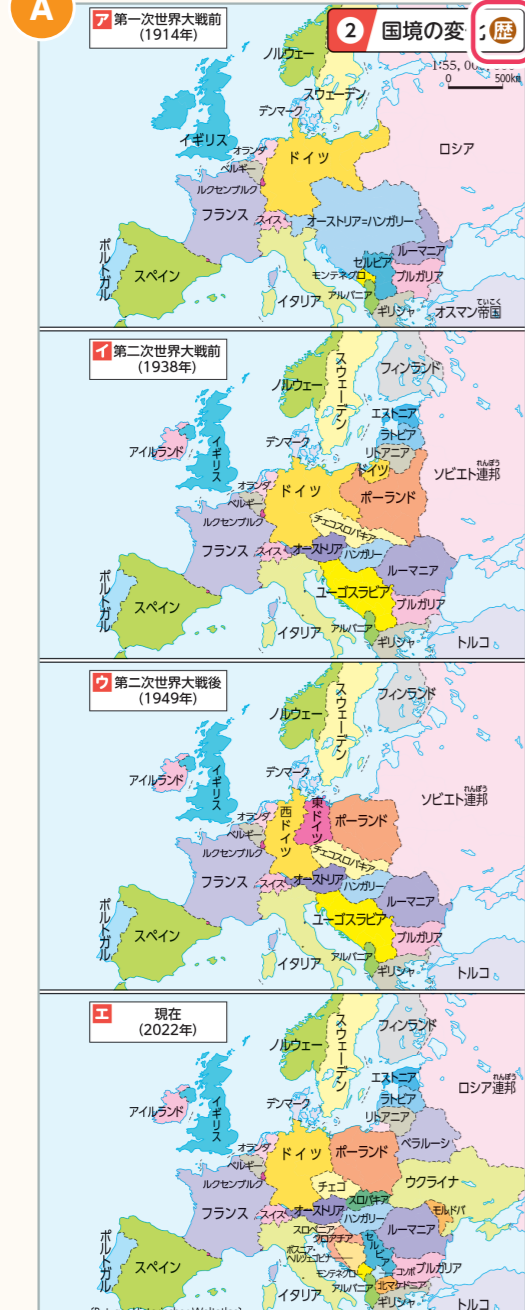 A
2 国境の変
歴
1:55,00
0 500km
ア 第一次世界大戦前
(1914年)
ノルウェー
スウェーデン
デンマーク
イギリス
オランダ
ベルギー
ドイツ
ロシア
ルクセンブルク
フランス
スイス
オーストリア=ハンガリー
ルーマニア
セルビア
モンテネグロ
ブルガリア
ポルトガル
スペイン
イタリア
アルバニア
ギリシャ
ていこく
オスマン帝国
イ 第二次世界大戦前
(1938年)
ノルウェー
スウェーデン
フィンランド
エストニア
ラトビア
リトアニア
デンマーク
アイルランド
イギリス
オランダ
ベルギー
ドイツ
ドイツ
ポーランド
れんぽう
ソビエト連邦
ルクセンブルク
チェコスロバキア
フランス
スイス
オーストリア
ハンガリー
ルーマニア
ユーゴスラビア
ブルガリア
ポルトガル
スペイン
イタリア
アルバニア
ギリシャ
トルコ
ウ 第二次世界大戦後
(1949年)
ノルウェー
スウェーデン
フィンランド
デンマーク
アイルランド
イギリス
れんぽう
ソビエト連邦
オランダ
ベルギー
西ドイツ
東ドイツ
ポーランド
ルクセンブルク
チェコスロバキア
フランス
スイス
オーストリア
ハンガリー
ルーマニア
ユーゴスラビア
ブルガリア
ポルトガル
スペイン
イタリア
アルバニア
ギリシャ
トルコ
エ 現在
(2022年)
ノルウェー
スウェーデン
フィンランド
エストニア
ラトビア
リトアニア
れんぽう
ロシア連邦
デンマーク
アイルランド
イギリス
オランダ
ベルギー
ドイツ
ポーランド
ベラルーシ
ルクセンブルク
チェコ
スロバキア
ウクライナ
フランス
スイス
オーストリア
ハンガリー
モルドバ
スロベニア
クロアチア
ルーマニア
ボスニア・
ヘルツェゴビナ
セルビア
コソボ
ブルガリア
モンテネグロ
北マケドニア
ポルトガル
スペイン
イタリア
アルバニア
ギリシャ
トルコ